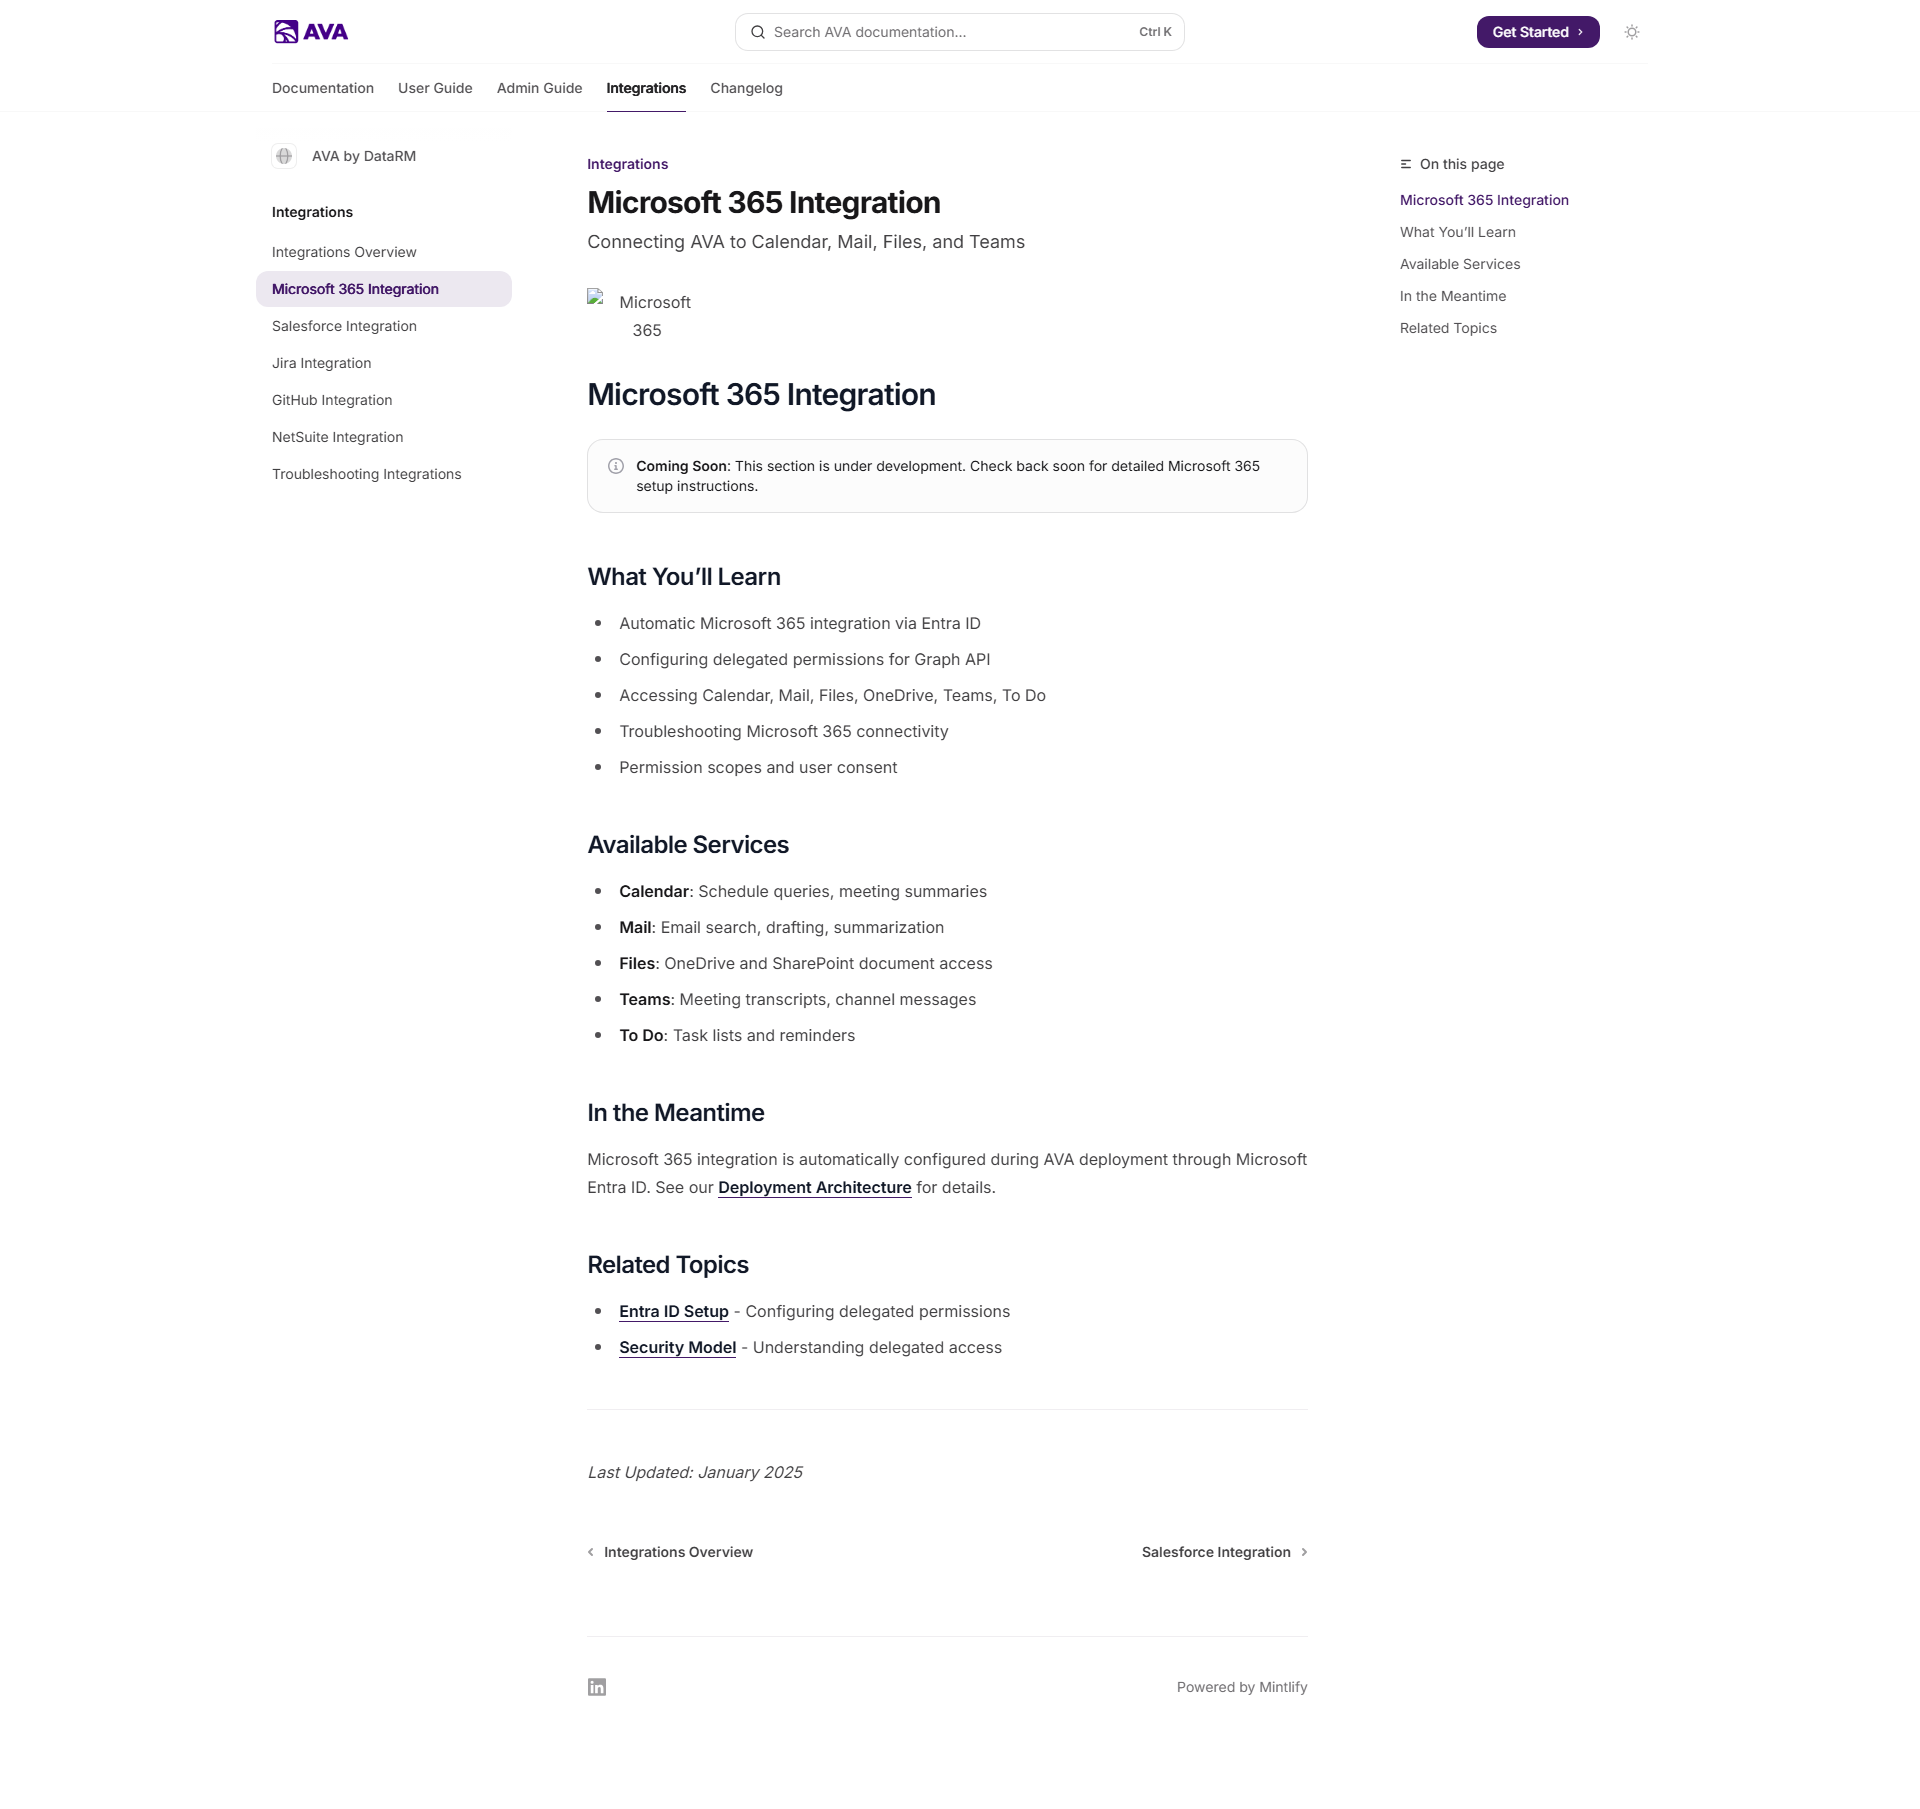 AVA
Search AVA documentation...
Ctrl K
Get Started
Documentation
User Guide
Admin Guide
Integrations
Changelog
AVA by DataRM
Integrations
Integrations Overview
Microsoft 365 Integration
Salesforce Integration
Jira Integration
GitHub Integration
NetSuite Integration
Troubleshooting Integrations
Integrations
Microsoft 365 Integration
Connecting AVA to Calendar, Mail, Files, and Teams
Microsoft
365
Microsoft 365 Integration
Coming Soon: This section is under development. Check back soon for detailed Microsoft 365
setup instructions.
What You’ll Learn
Automatic Microsoft 365 integration via Entra ID
Configuring delegated permissions for Graph API
Accessing Calendar, Mail, Files, OneDrive, Teams, To Do
Troubleshooting Microsoft 365 connectivity
Permission scopes and user consent
Available Services
Calendar: Schedule queries, meeting summaries
Mail: Email search, drafting, summarization
Files: OneDrive and SharePoint document access
Teams: Meeting transcripts, channel messages
To Do: Task lists and reminders
In the Meantime
Microsoft 365 integration is automatically configured during AVA deployment through Microsoft
Entra ID. See our Deployment Architecture for details.
Related Topics
Entra ID Setup - Configuring delegated permissions
Security Model - Understanding delegated access
Last Updated: January 2025
Integrations Overview
Salesforce Integration
Powered by Mintlify
On this page
Microsoft 365 Integration
What You’ll Learn
Available Services
In the Meantime
Related Topics